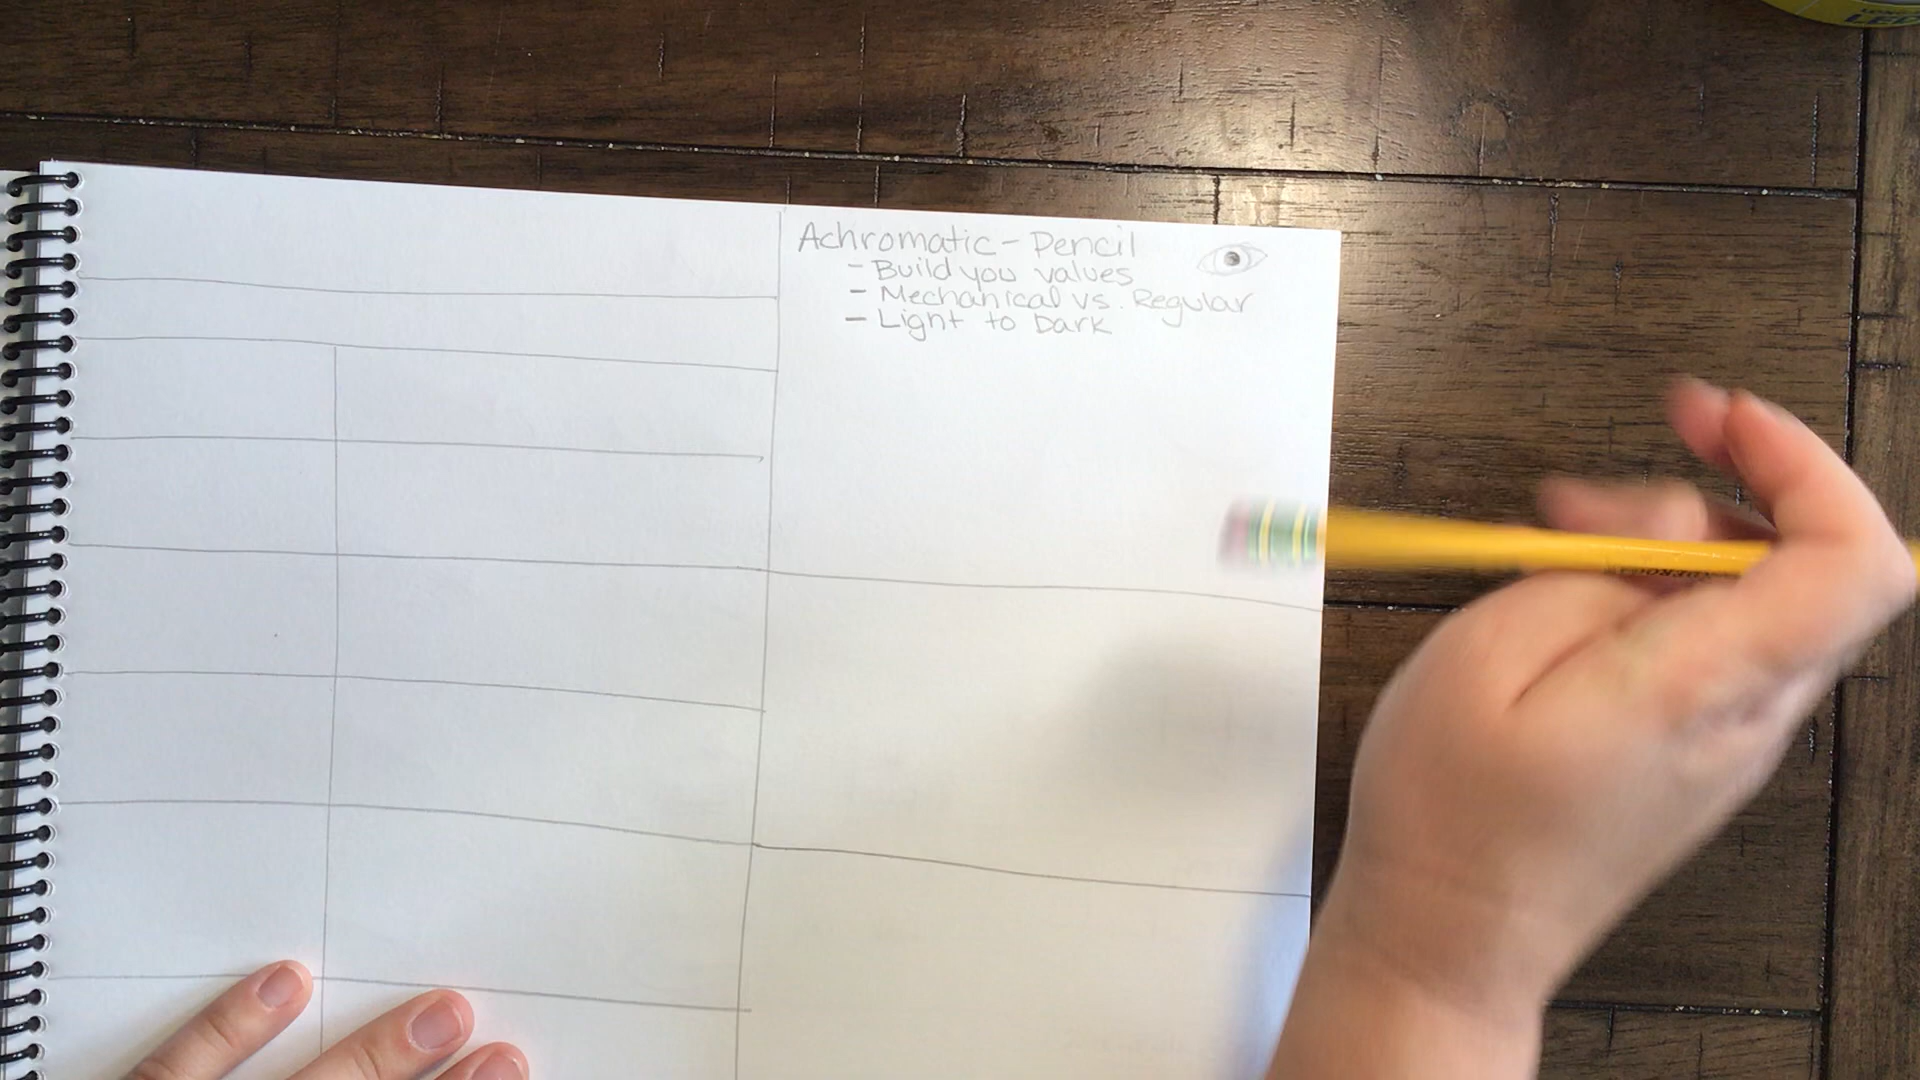 Achromatic - Pencil
- Build you values
- Mechanical vs. Regular
- Light to Dark